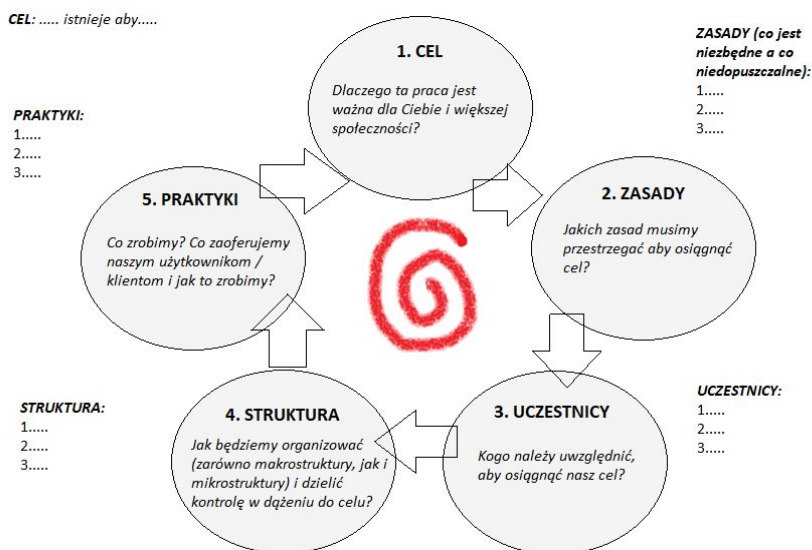 CEL: ..... istnieje aby.....
1. CEL
Dlaczego ta praca jest
ważna dla Ciebie i większej
społeczności?
ZASADY (co jest
niezbędne a co
niedopuszczalne):
1.....
2.....
3.....
2. ZASADY
Jakich zasad musimy
przestrzegać aby osiągnąć
cel?
UCZESTNICY:
1.....
2.....
3.....
3. UCZESTNICY
Kogo należy uwzględnić,
aby osiągnąć nasz cel?
STRUKTURA:
1.....
2.....
3.....
4. STRUKTURA
Jak będziemy organizować
(zarówno makrostruktury, jak i
mikrostruktury) i dzielić
kontrolę w dążeniu do celu?
PRAKTYKI:
1.....
2.....
3.....
5. PRAKTYKI
Co zrobimy? Co zaoferujemy
naszym użytkownikom /
klientom i jak to zrobimy?